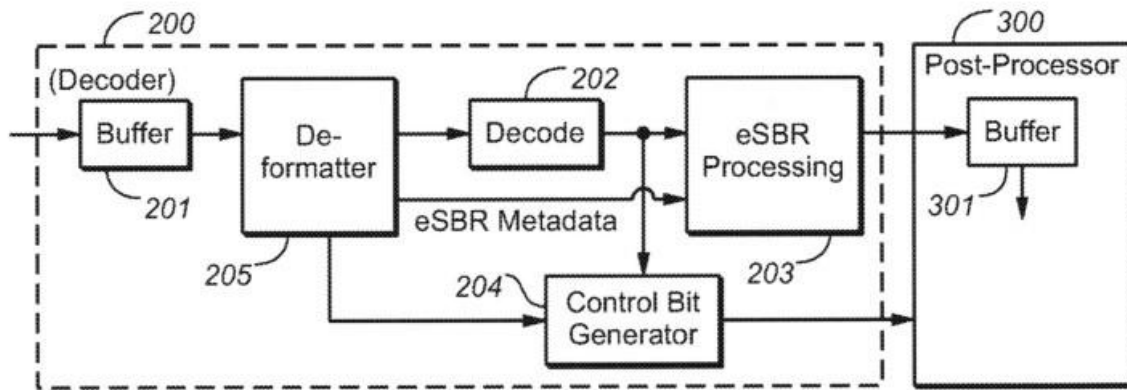 200
300
(Decoder)
Post-Processor
202
Buffer
De-
formatter
Decode
eSBR
Processing
Buffer
201
301
eSBR Metadata
205
204
203
Control Bit
Generator